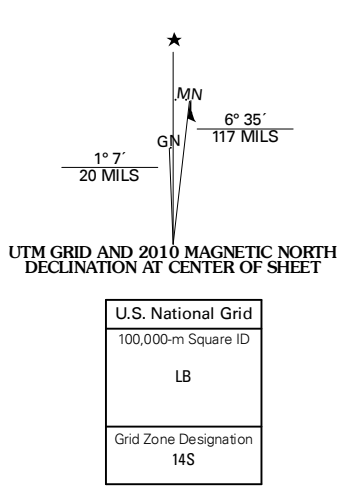 ★
MN
GN
6° 35´
117 MILS
1° 7´
20 MILS
UTM GRID AND 2010 MAGNETIC NORTH
DECLINATION AT CENTER OF SHEET
U.S. National Grid
100,000-m Square ID
LB
Grid Zone Designation
14S